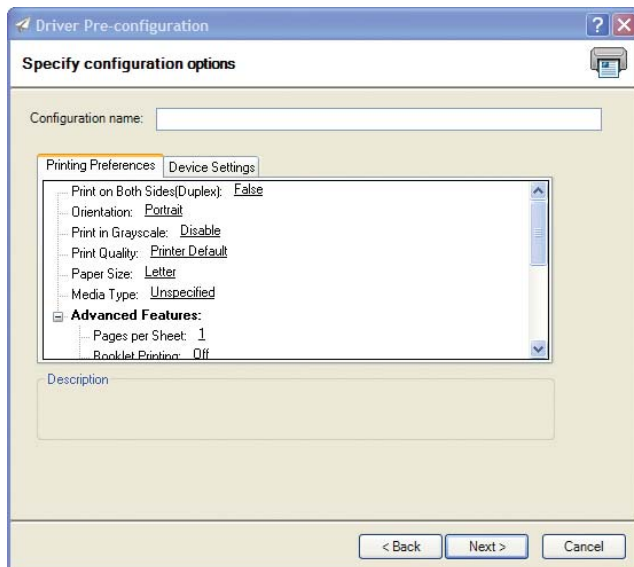 Driver Pre-configuration
Specify configuration options
Configuration name:
Printing Preferences Device Settings
Print on Both Sides(Duplex): False
Orientation: Portrait
Print in Grayscale: Disable
Print Quality: Printer Default
Paper Size: Letter
Media Type: Unspecified
Advanced Features:
Pages per Sheet: 1
Booklet Printing: Off
Description
< Back Next > Cancel